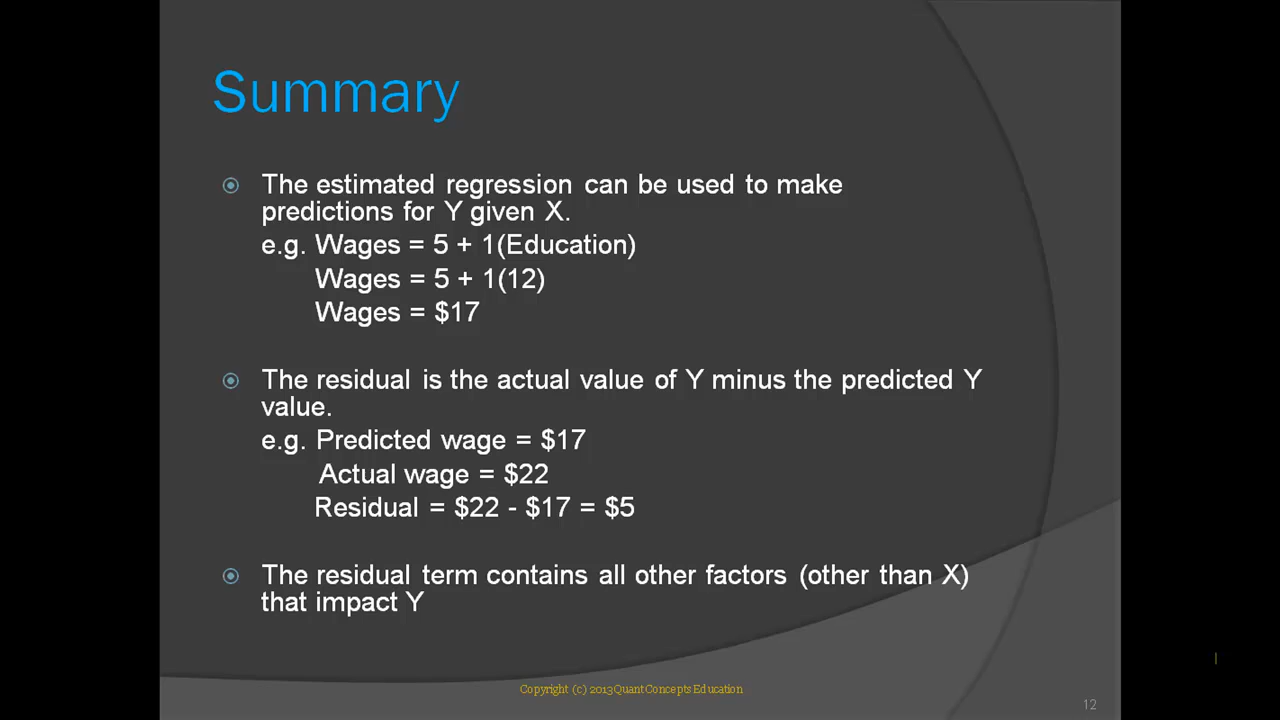 Summary
The estimated regression can be used to make
predictions for Y given X.
e.g. Wages = 5 + 1(Education)
Wages = 5 + 1(12)
Wages = $17
The residual is the actual value of Y minus the predicted Y
value.
e.g. Predicted wage = $17
Actual wage = $22
Residual = $22 - $17 = $5
The residual term contains all other factors (other than X)
that impact Y
Copyright (c) 2013 QuantConcepts Education
12